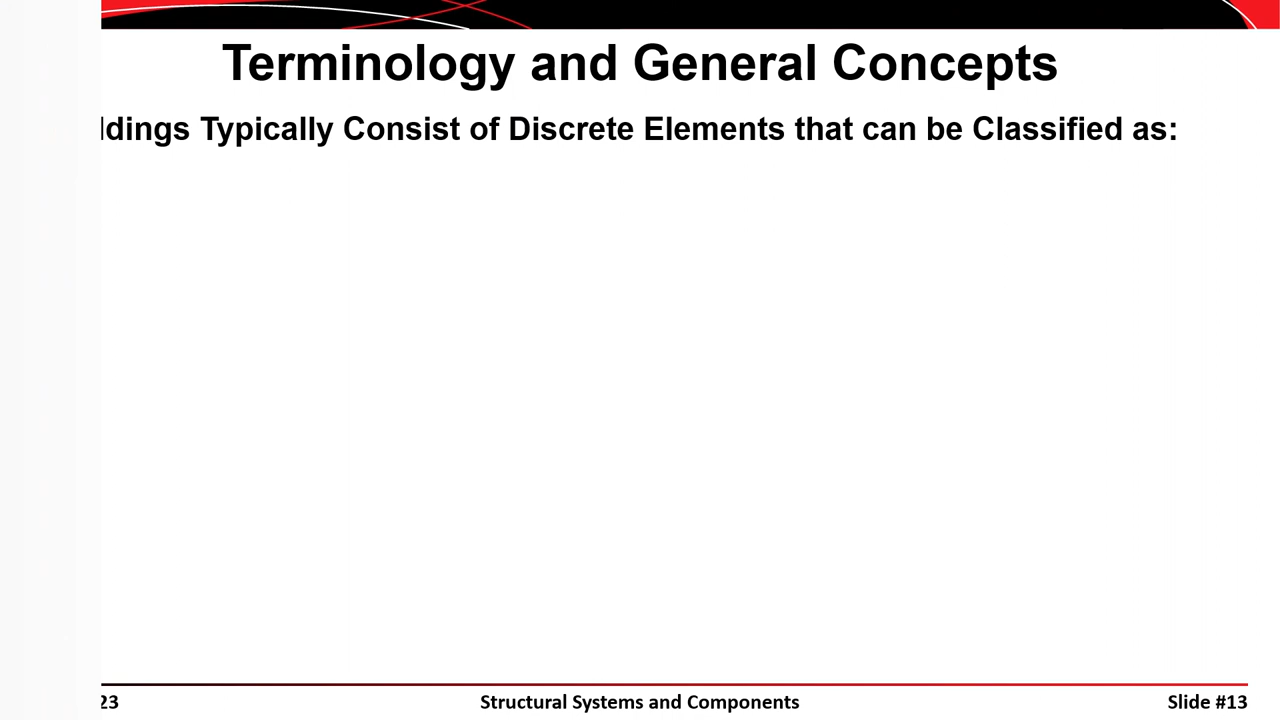 Terminology and General Concepts
ldings Typically Consist of Discrete Elements that can be Classified as:
23
Structural Systems and Components
Slide #13